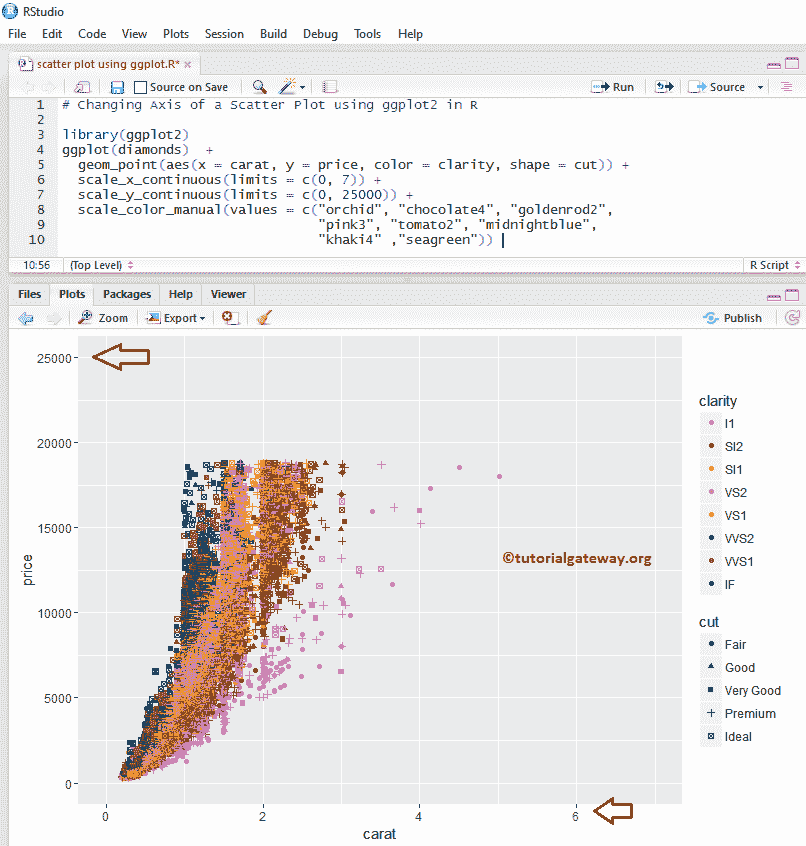 RStudio
File Edit Code View Plots Session Build Debug Tools Help
scatter plot using ggplot.R* ×
Source on Save Run Source
1 # Changing Axis of a Scatter Plot using ggplot2 in R
2
3 library(ggplot2)
4 ggplot(diamonds) +
5 geom_point(aes(x = carat, y = price, color = clarity, shape = cut)) +
6 scale_x_continuous(limits = c(0, 7)) +
7 scale_y_continuous(limits = c(0, 25000)) +
8 scale_color_manual(values = c("orchid", "chocolate4", "goldenrod2",
9 "pink3", "tomato2", "midnightblue",
10 "khaki4" ,"seagreen"))
10:56 (Top Level) R Script
Files Plots Packages Help Viewer
Zoom Export Publish
25000
20000
15000
10000
5000
0
price
0 2 4 6
carat
©tutorialgateway.org
clarity
I1
SI2
SI1
VS2
VS1
VVS2
VVS1
IF
cut
Fair
Good
Very Good
Premium
Ideal